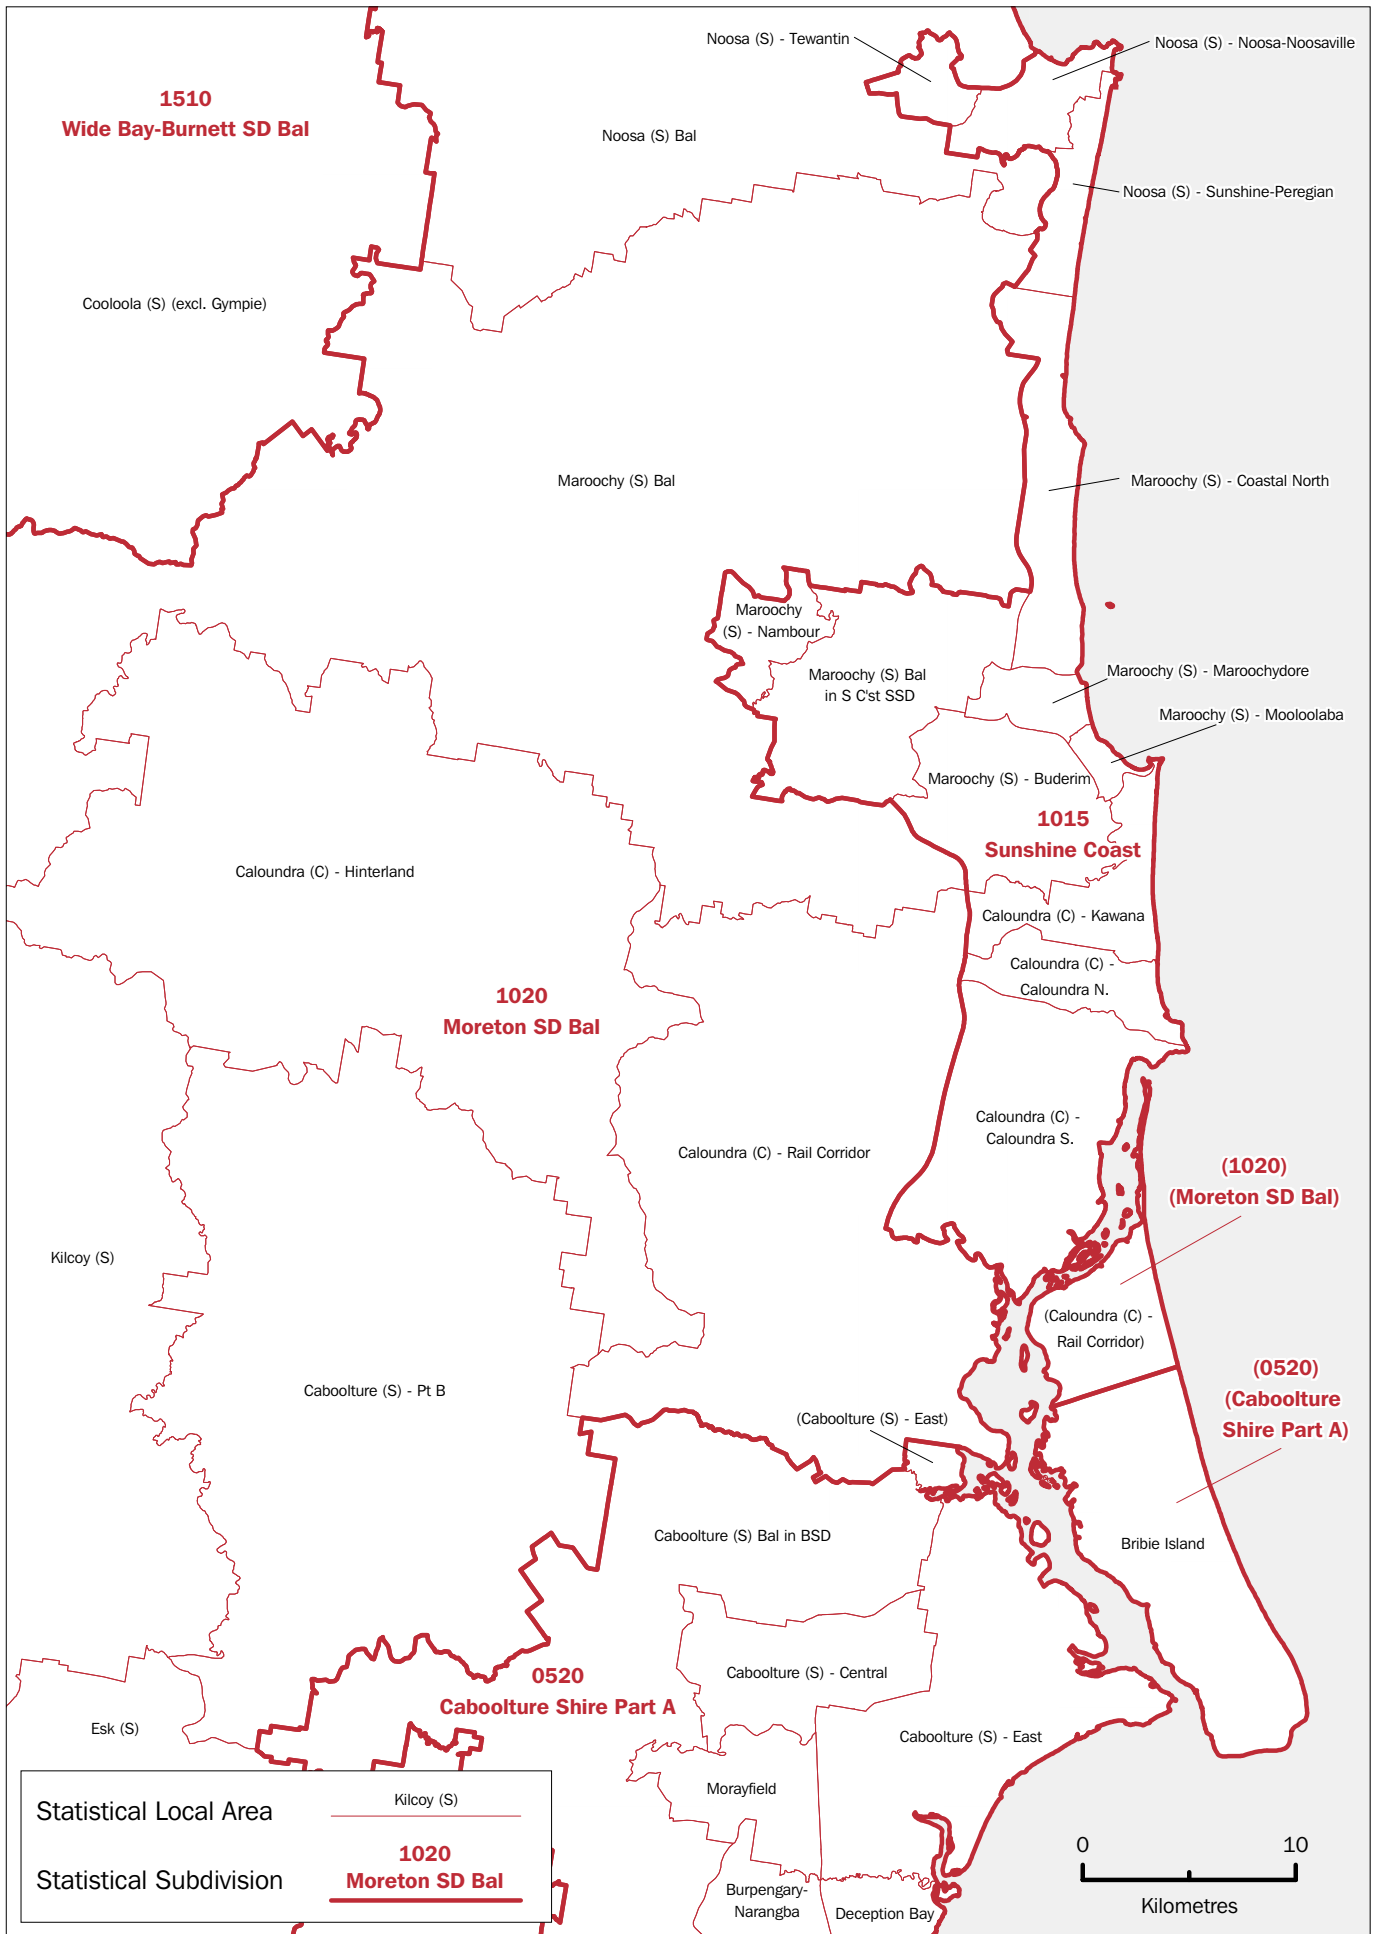 Noosa (S) - Tewantin
Noosa (S) - Noosa-Noosaville
1510
Wide Bay-Burnett SD Bal
Noosa (S) Bal
Noosa (S) - Sunshine-Peregian
Cooloola (S) (excl. Gympie)
Maroochy (S) Bal
Maroochy (S) - Coastal North
Maroochy
(S) - Nambour
Maroochy (S) Bal
in S C'st SSD
Maroochy (S) - Maroochydore
Maroochy (S) - Mooloolaba
Maroochy (S) - Buderim
1015
Sunshine Coast
Caloundra (C) - Hinterland
Caloundra (C) - Kawana
Caloundra (C) -
Caloundra N.
1020
Moreton SD Bal
Caloundra (C) -
Caloundra S.
Caloundra (C) - Rail Corridor
(1020)
(Moreton SD Bal)
Kilcoy (S)
(Caloundra (C) -
Rail Corridor)
(0520)
(Caboolture
Shire Part A)
Caboolture (S) - Pt B
(Caboolture (S) - East)
Caboolture (S) Bal in BSD
Bribie Island
0520
Caboolture Shire Part A
Caboolture (S) - Central
Esk (S)
Caboolture (S) - East
Morayfield
Burpengary-
Narangba
Deception Bay
Statistical Local Area
Kilcoy (S)
Statistical Subdivision
1020
Moreton SD Bal
0 10
Kilometres